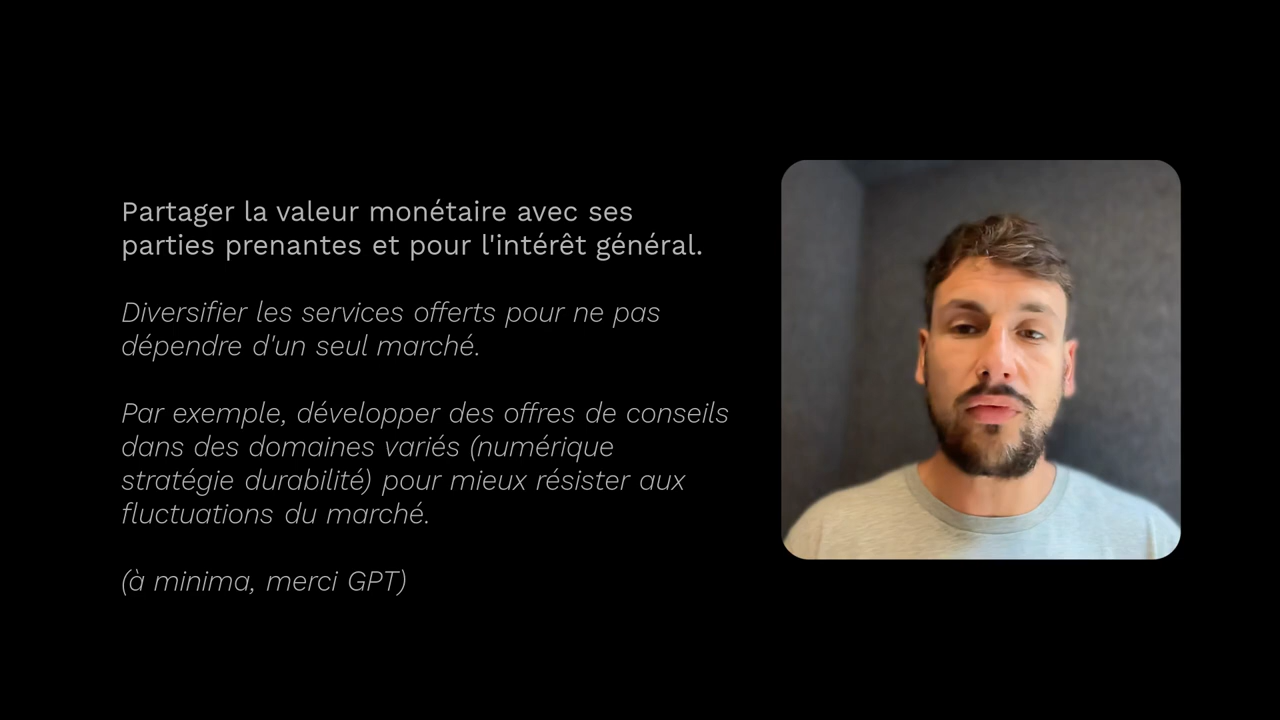 Partager la valeur monétaire avec ses
parties prenantes et pour l'intérêt général.
Diversifier les services offerts pour ne pas
dépendre d'un seul marché.
Par exemple, développer des offres de conseils
dans des domaines variés (numérique
stratégie durabilité) pour mieux résister aux
fluctuations du marché.
(à minima, merci GPT)